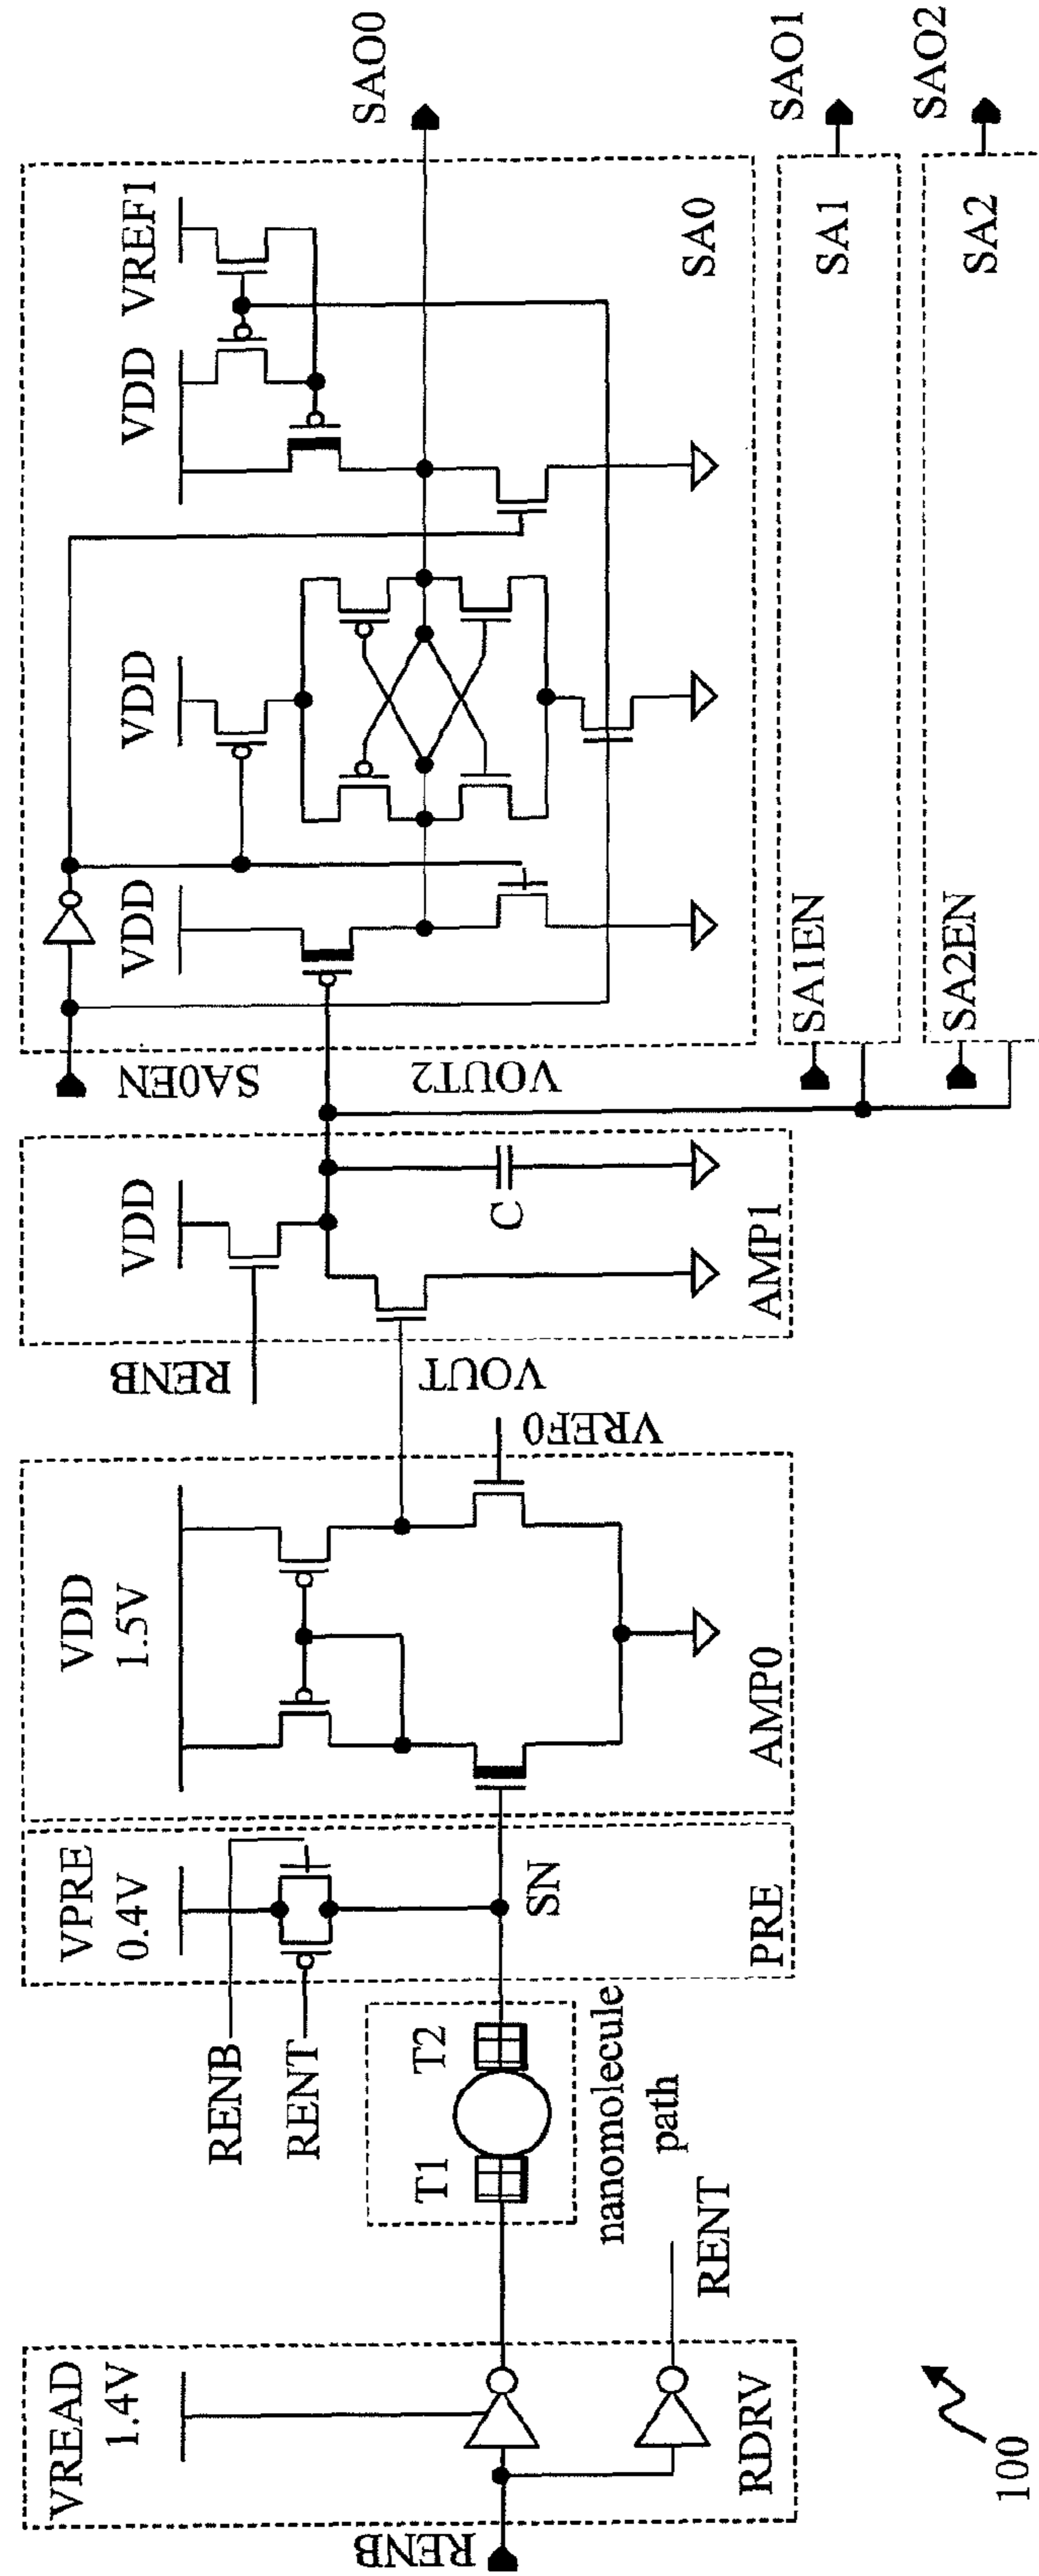 RENB
VREAD
1.4V
RDRV
RENT
T1
T2
nanomolecule
path
RENB
RENT
VPRE
0.4V
SN
PRE
VDD
1.5V
VREF0
AMP0
VOUT
RENB
VDD
C
AMP1
SA0EN
VOUT2
VDD
VDD
VDD
VREF1
SA0
SAO0
SA1EN
SA1
SAO1
SA2EN
SA2
SAO2
100